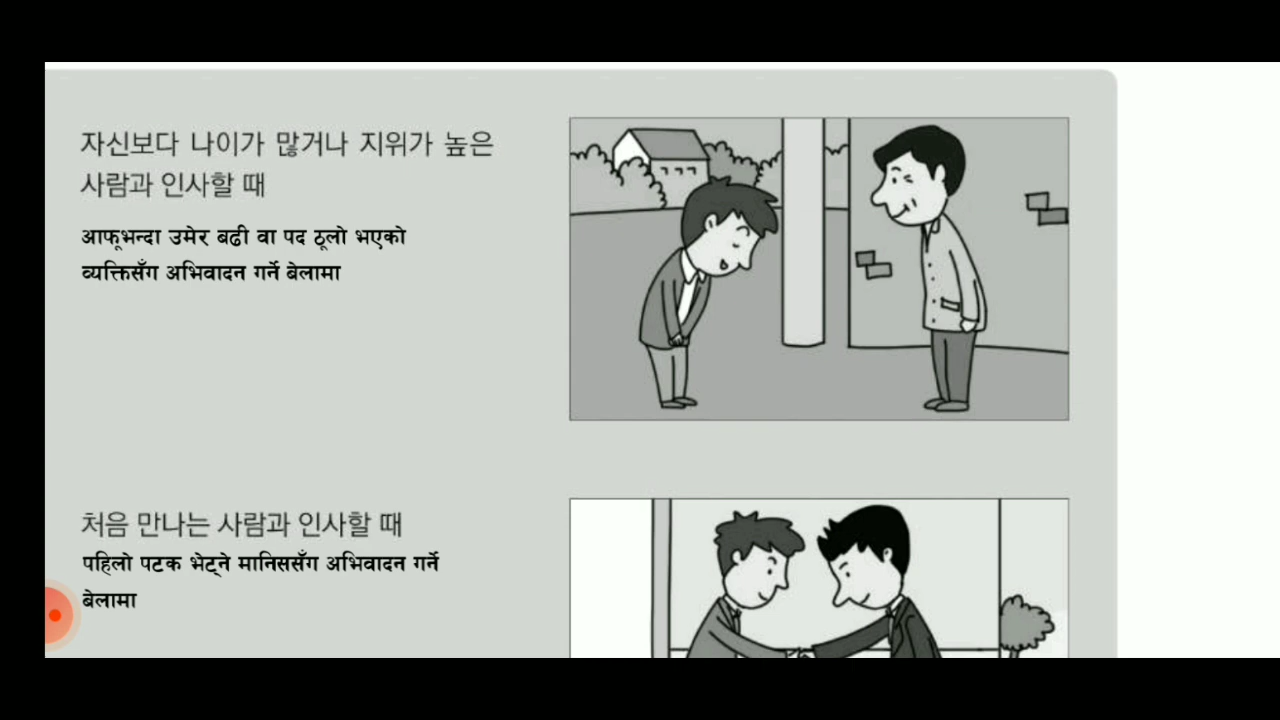 자신보다 나이가 많거나 지위가 높은
사람과 인사할 때
आफूभन्दा उमेर बढी वा पद ठूलो भएको
व्यक्तिसँग अभिवादन गर्ने बेलामा
처음 만나는 사람과 인사할 때
पहिलो पटक भेट्ने मानिससँग अभिवादन गर्ने
बेलामा